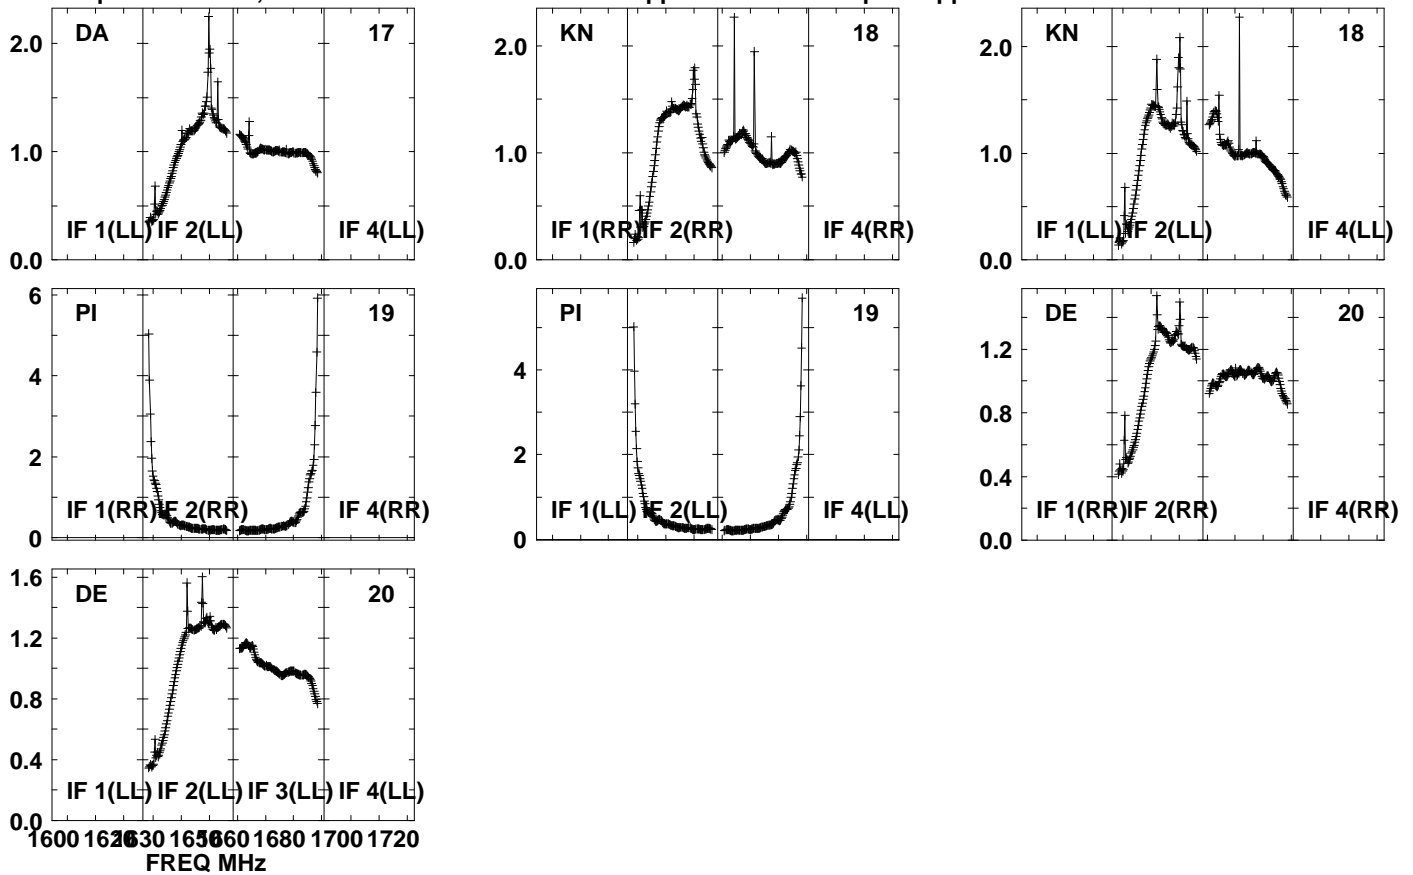 DA 17
2.0
1.0
0.0
IF 1(LL) IF 2(LL) IF 4(LL)
KN 18
2.0
1.0
0.0
IF 1(RR) IF 2(RR) IF 4(RR)
KN 18
2.0
1.0
0.0
IF 1(LL) IF 2(LL) IF 4(LL)
PI 19
6
4
2
0
IF 1(RR) IF 2(RR) IF 4(RR)
PI 19
4
2
0
IF 1(LL) IF 2(LL) IF 4(LL)
DE 20
1.2
0.8
0.4
0.0
IF 1(RR) IF 2(RR) IF 4(RR)
DE 20
1.6
1.2
0.8
0.4
0.0
IF 1(LL) IF 2(LL) IF 3(LL) IF 4(LL)
1600 1620 1630 1650 1660 1680 1700 1720
FREQ MHz